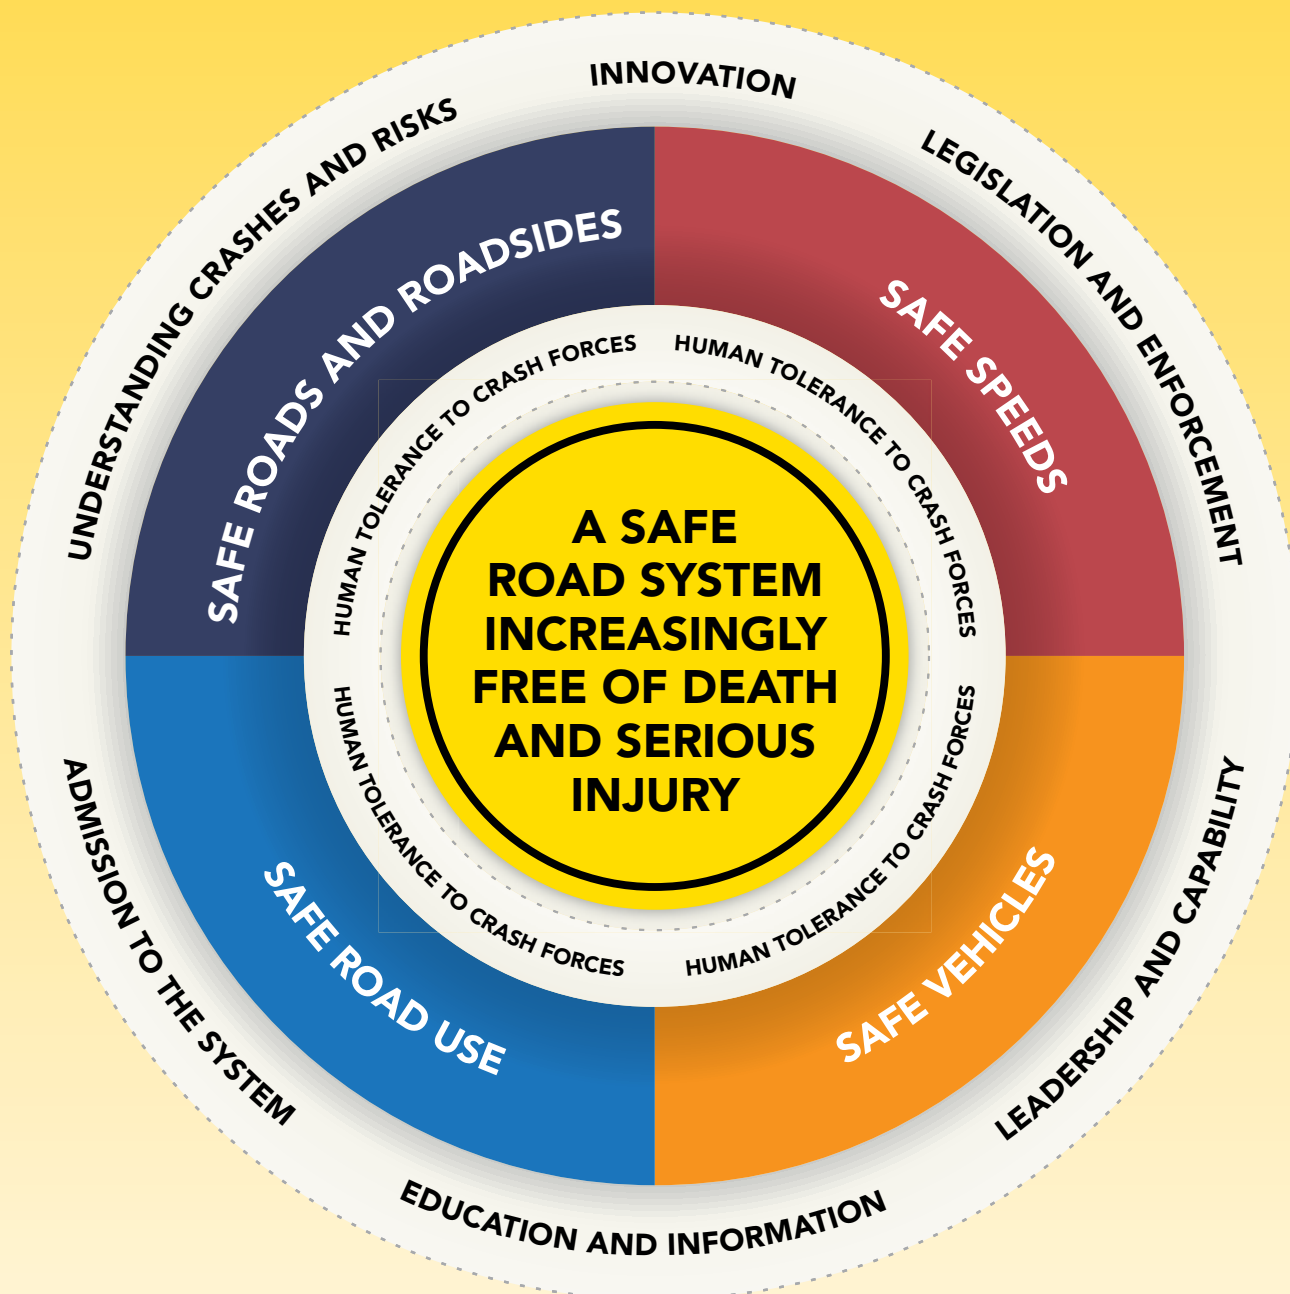 INNOVATION
LEGISLATION AND ENFORCEMENT
LEADERSHIP AND CAPABILITY
EDUCATION AND INFORMATION
ADMISSION TO THE SYSTEM
UNDERSTANDING CRASHES AND RISKS
SAFE ROADS AND ROADSIDES
SAFE SPEEDS
SAFE VEHICLES
SAFE ROAD USE
HUMAN TOLERANCE TO CRASH FORCES
HUMAN TOLERANCE TO CRASH FORCES
HUMAN TOLERANCE TO CRASH FORCES
HUMAN TOLERANCE TO CRASH FORCES
A SAFE
ROAD SYSTEM
INCREASINGLY
FREE OF DEATH
AND SERIOUS
INJURY